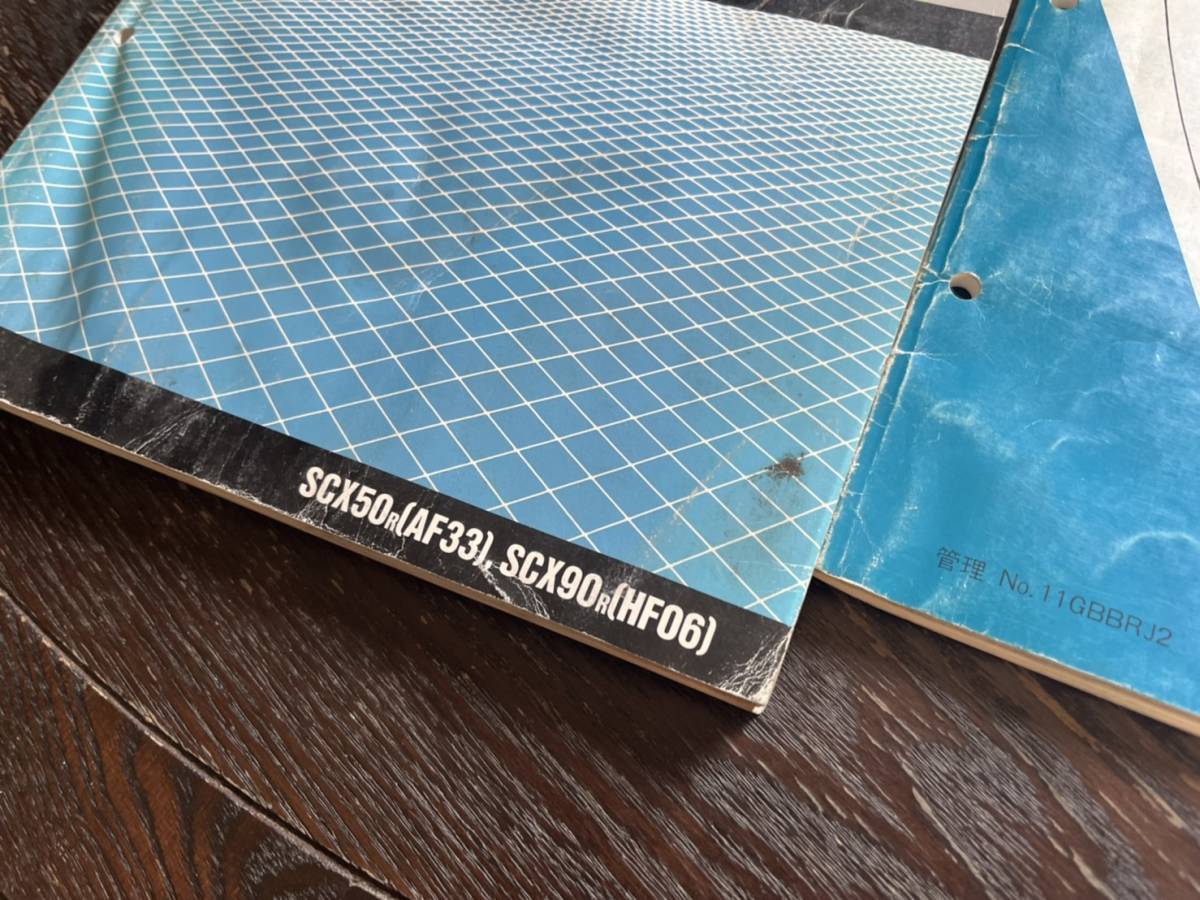 SCX50R(AF33), SCX90R(HF06)
管理 No.11GBBRJ2